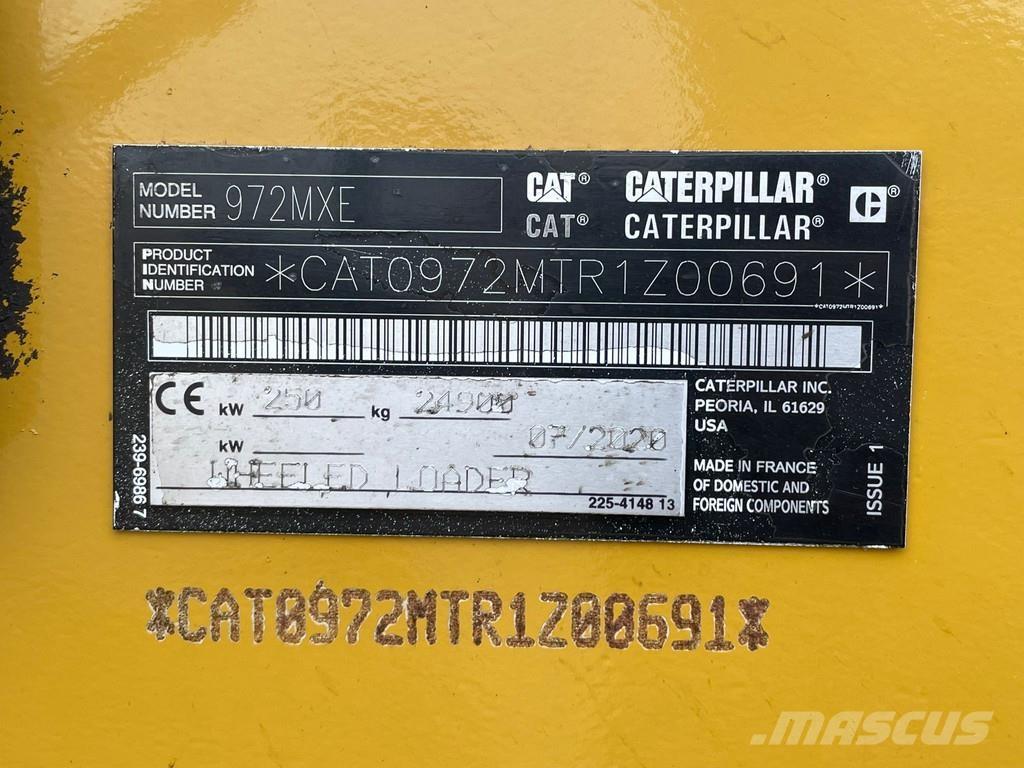 MODEL NUMBER 972MXE
CAT® CATERPILLAR®
CAT® CATERPILLAR®
PRODUCT IDENTIFICATION NUMBER *CAT0972MTR1Z00691*
*CAT0972MTR1Z00691*
CE kW 250 kg 24900
kW 07/2020
WHEELED LOADER
225-4148 13
239-6986 7
CATERPILLAR INC.
PEORIA, IL 61629
USA
MADE IN FRANCE
OF DOMESTIC AND
FOREIGN COMPONENTS
ISSUE 1
*CAT0972MTR1Z00691*
MASCUS